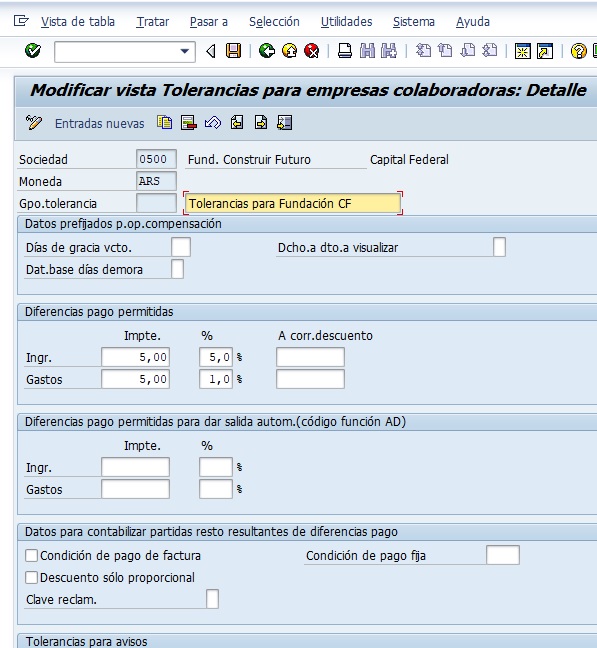 Vista de tabla Tratar Pasar a Selección Utilidades Sistema Ayuda
Modificar vista Tolerancias para empresas colaboradoras: Detalle
Entradas nuevas
Sociedad 0500 Fund. Construir Futuro Capital Federal
Moneda ARS
Gpo.tolerancia Tolerancias para Fundación CF
Datos prefijados p.op.compensación
Días de gracia vcto. Dcho.a dto.a visualizar
Dat.base días demora
Diferencias pago permitidas
Impte. % A corr.descuento
Ingr. 5,00 5,0 %
Gastos 5,00 1,0 %
Diferencias pago permitidas para dar salida autom.(código función AD)
Impte. %
Ingr. %
Gastos %
Datos para contabilizar partidas resto resultantes de diferencias pago
Condición de pago de factura Condición de pago fija
Descuento sólo proporcional
Clave reclam.
Tolerancias para avisos